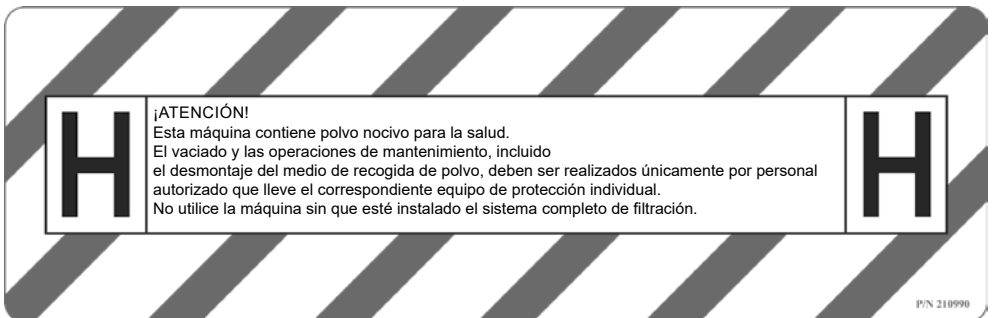 H
¡ATENCIÓN!
Esta máquina contiene polvo nocivo para la salud.
El vaciado y las operaciones de mantenimiento, incluido
el desmontaje del medio de recogida de polvo, deben ser realizados únicamente por personal
autorizado que lleve el correspondiente equipo de protección individual.
No utilice la máquina sin que esté instalado el sistema completo de filtración.
H
P/N 210990